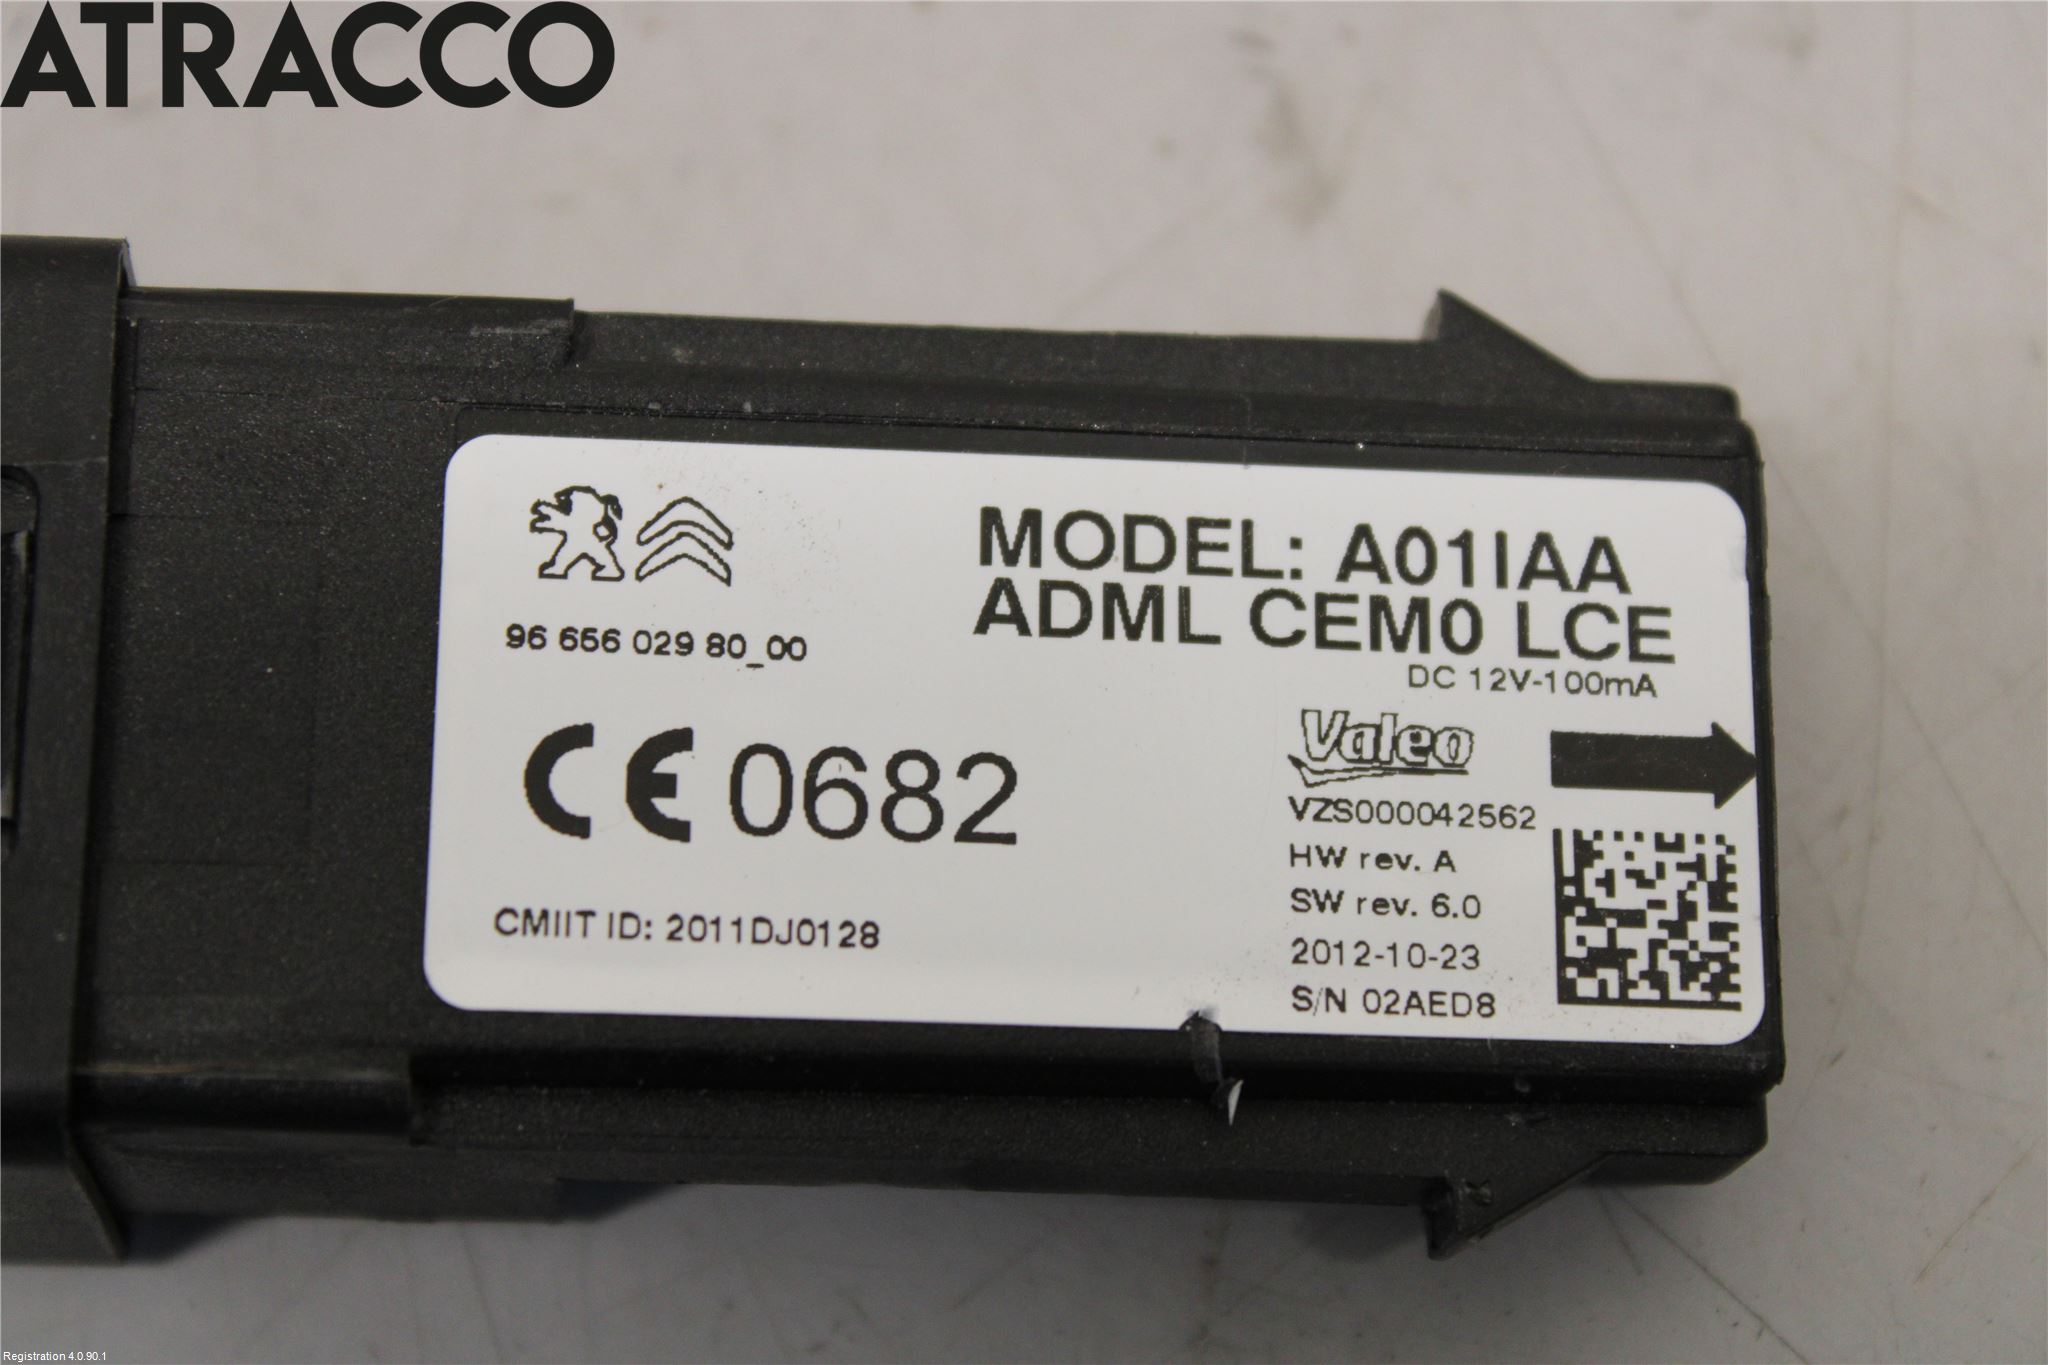 ATRACCO
MODEL: A01IAA
ADML CEM0 LCE
DC 12V-100mA
96 656 029 80_00
CE 0682
Valeo
VZS000042562
HW rev. A
SW rev. 6.0
2012-10-23
S/N 02AED8
CMIIT ID: 2011DJ0128
Registration 4.0.90.1